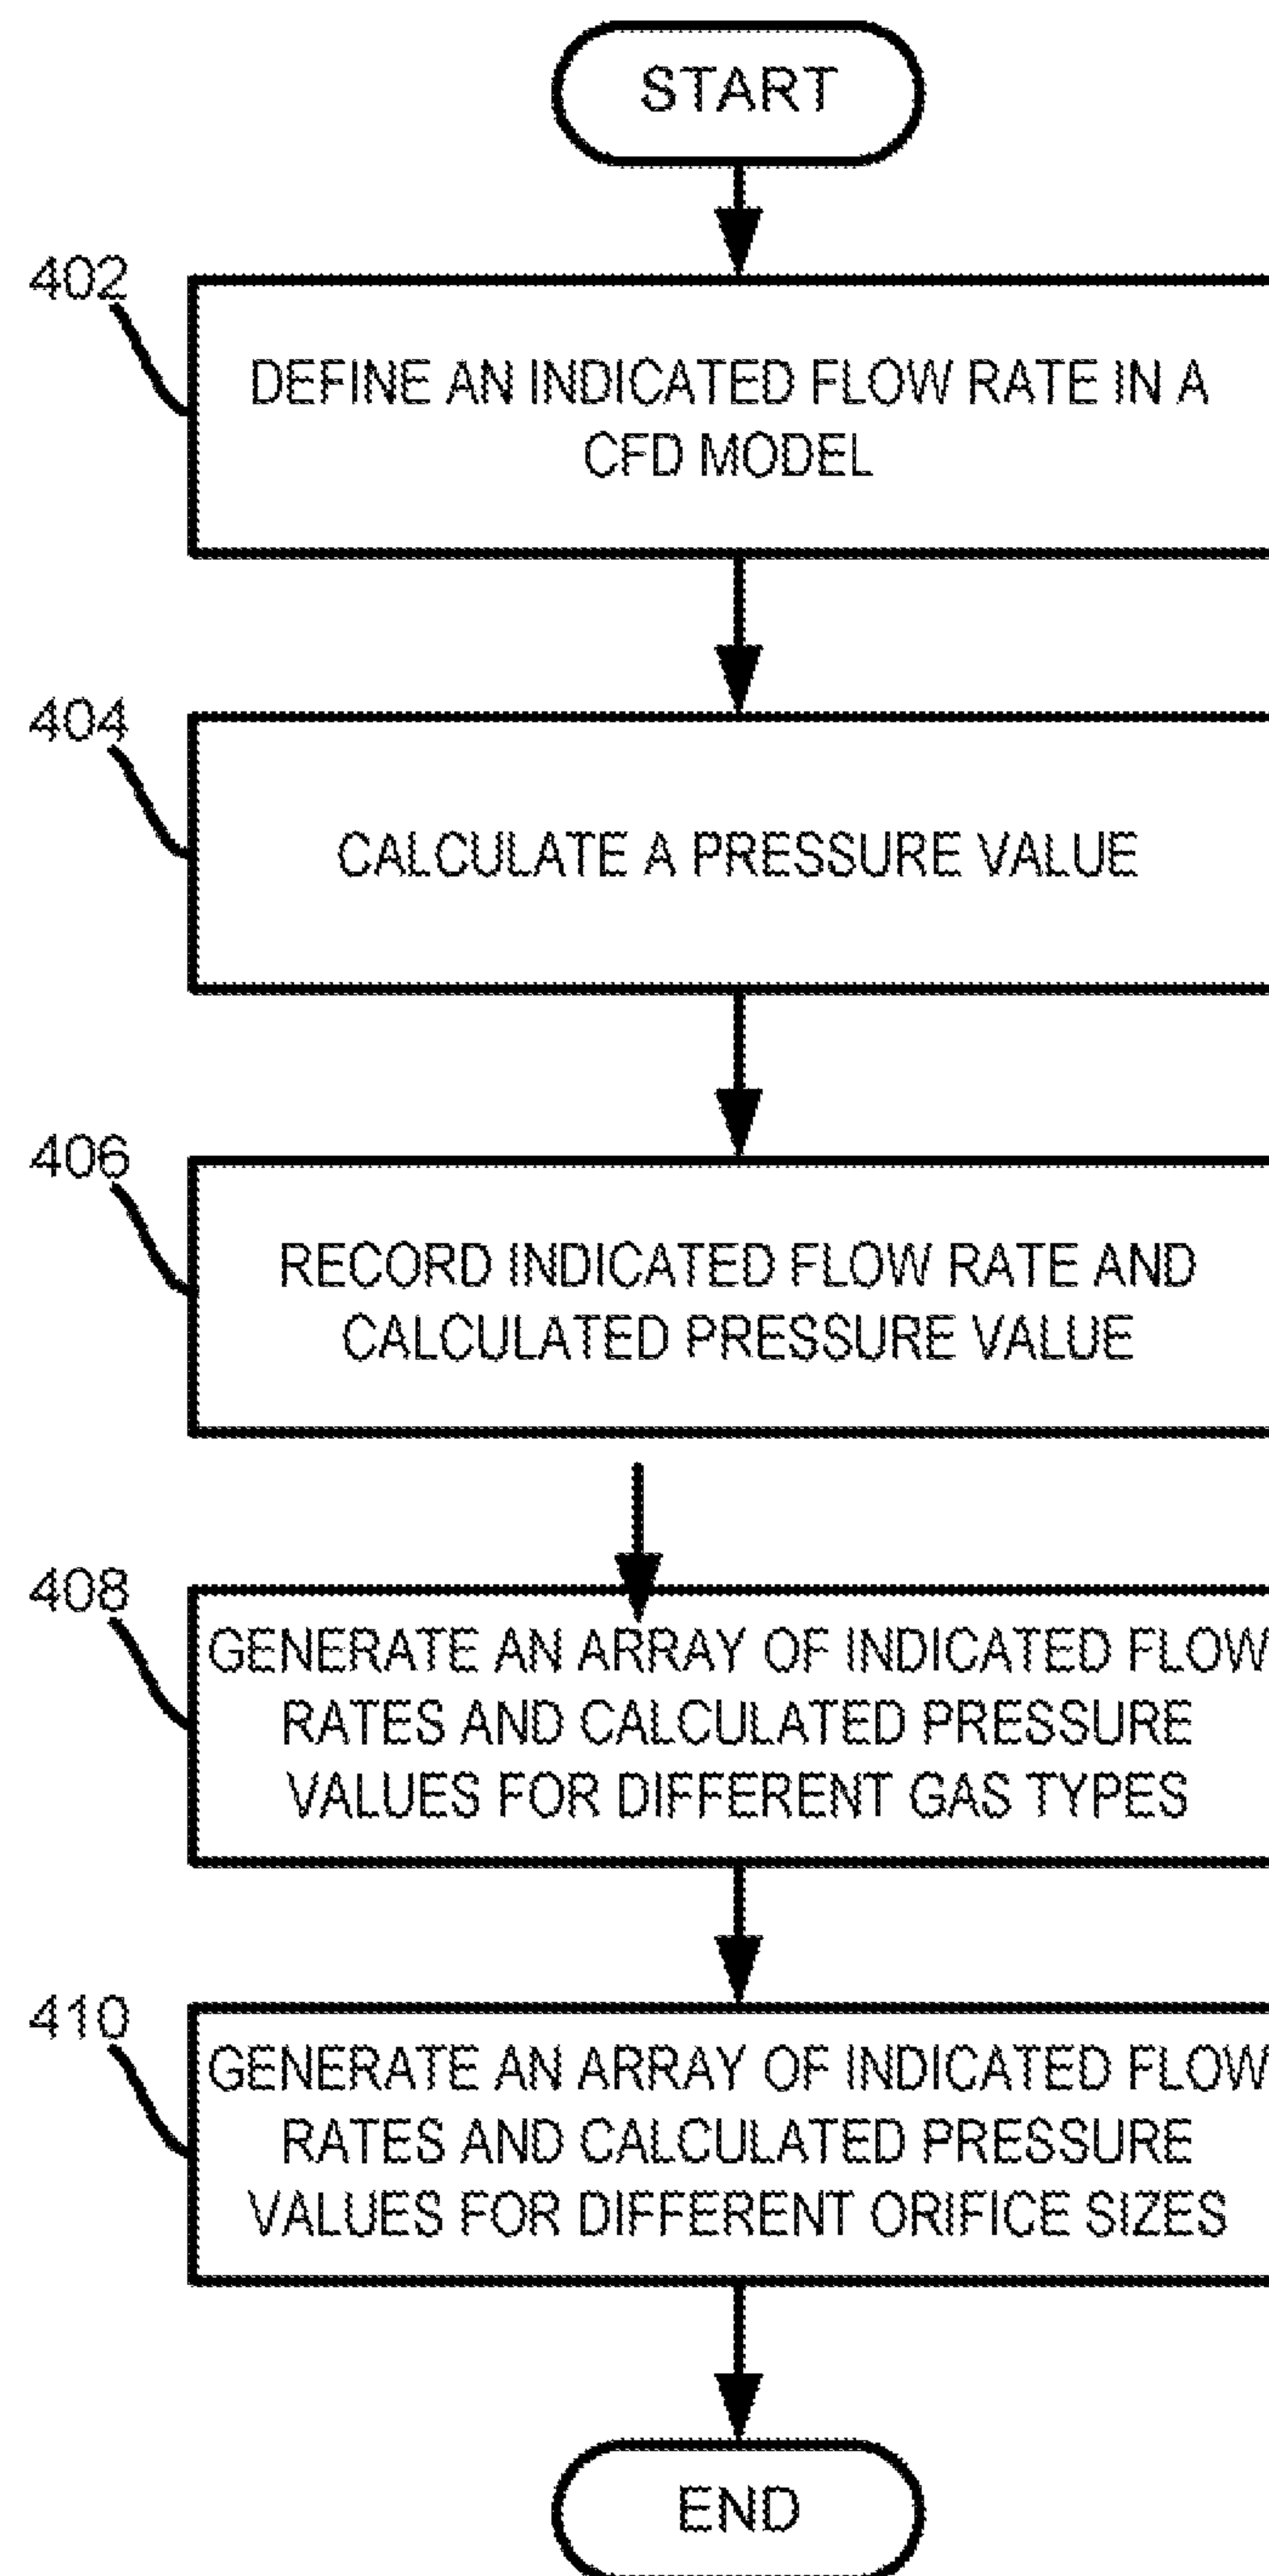 START
402
DEFINE AN INDICATED FLOW RATE IN A
CFD MODEL
404
CALCULATE A PRESSURE VALUE
406
RECORD INDICATED FLOW RATE AND
CALCULATED PRESSURE VALUE
408
GENERATE AN ARRAY OF INDICATED FLOW
RATES AND CALCULATED PRESSURE
VALUES FOR DIFFERENT GAS TYPES
410
GENERATE AN ARRAY OF INDICATED FLOW
RATES AND CALCULATED PRESSURE
VALUES FOR DIFFERENT ORIFICE SIZES
END